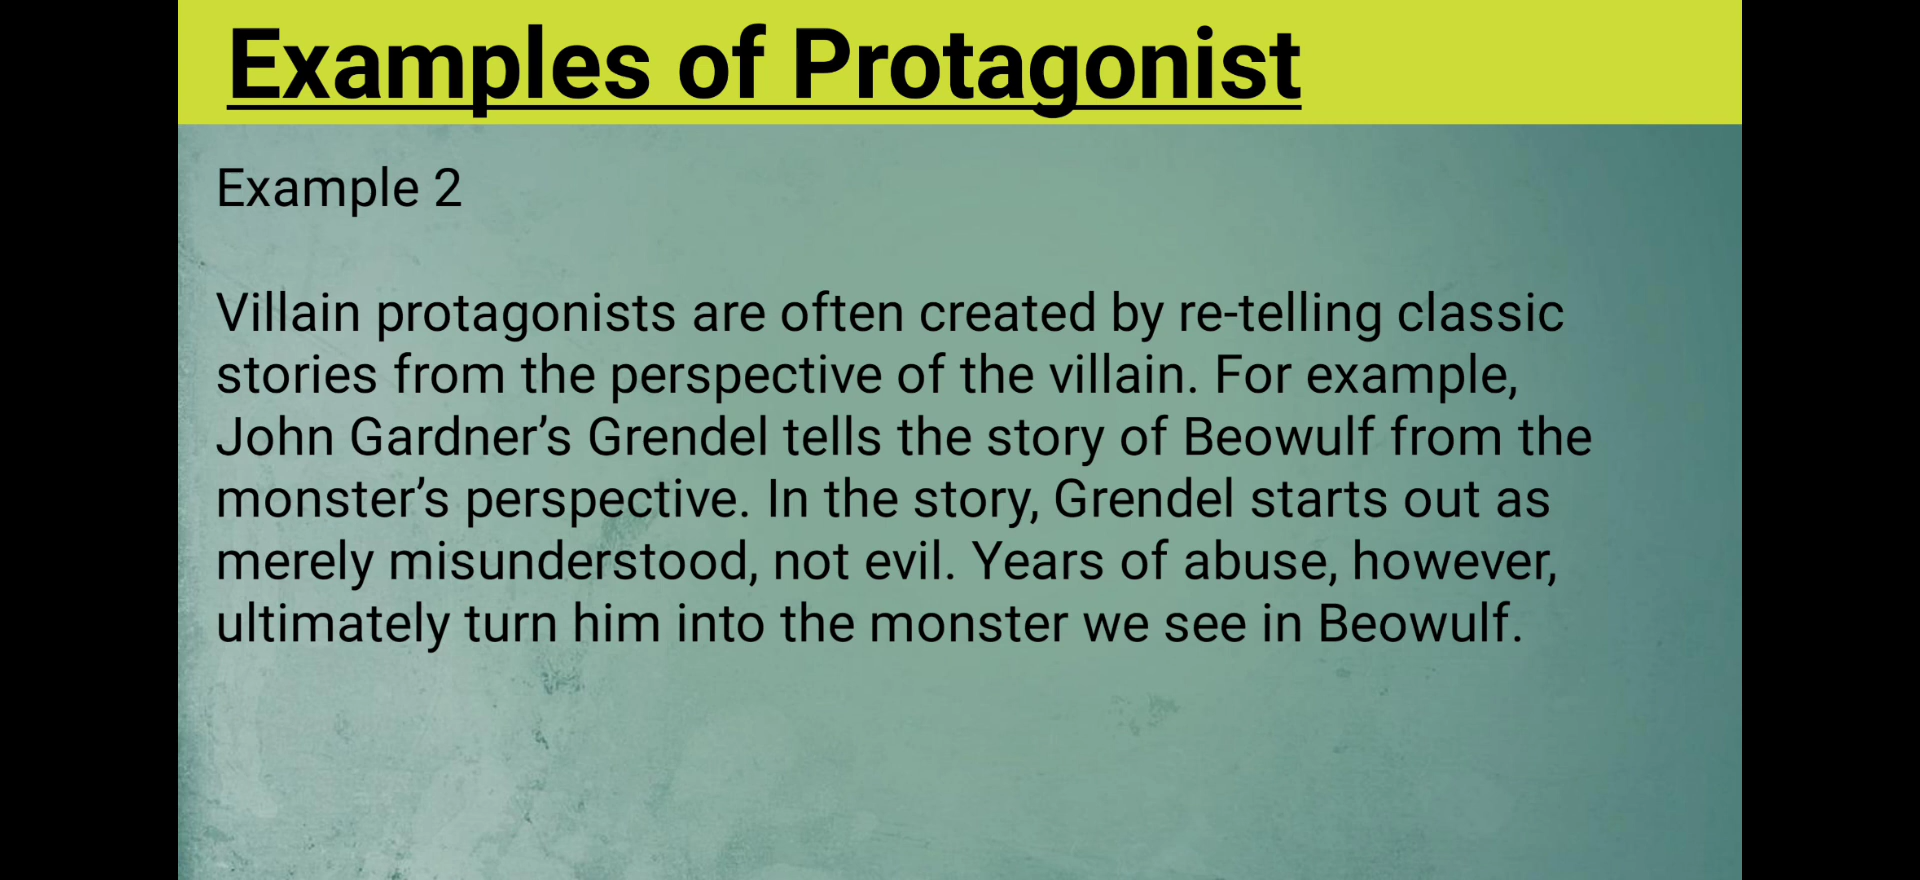 Examples of Protagonist
Example 2
Villain protagonists are often created by re-telling classic
stories from the perspective of the villain. For example,
John Gardner’s Grendel tells the story of Beowulf from the
monster’s perspective. In the story, Grendel starts out as
merely misunderstood, not evil. Years of abuse, however,
ultimately turn him into the monster we see in Beowulf.